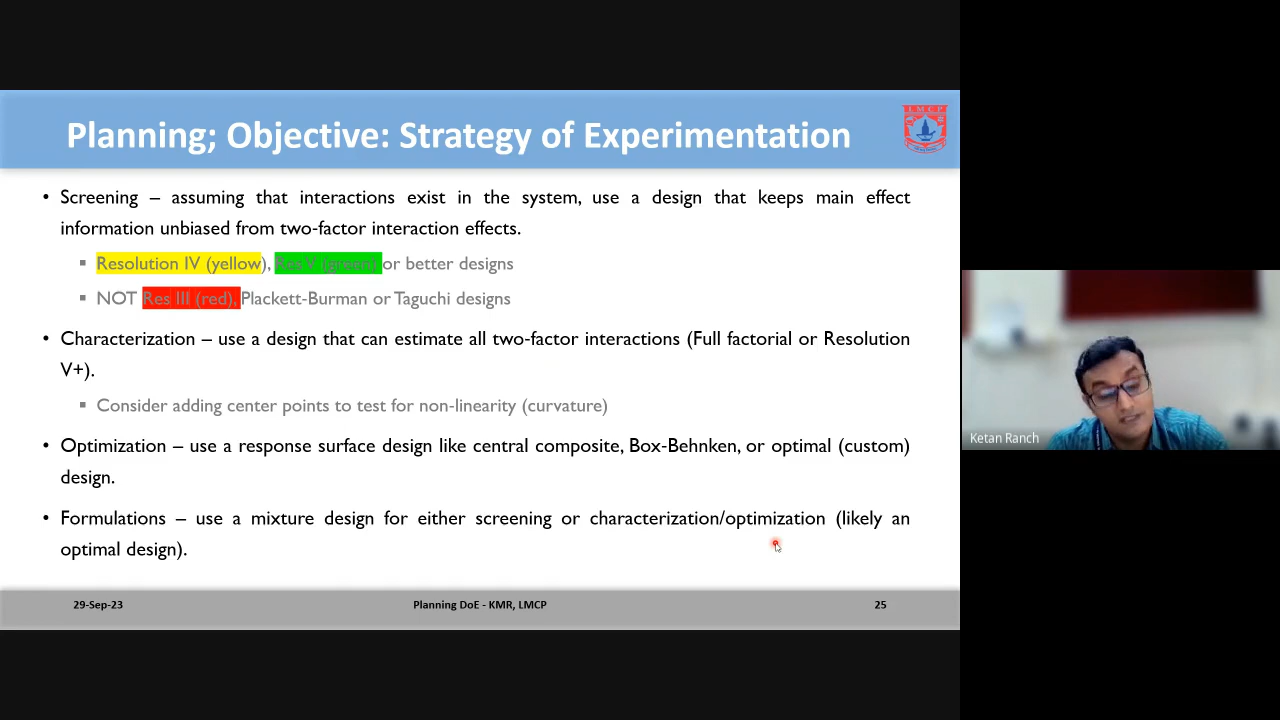 Planning; Objective: Strategy of Experimentation
LMCP
• Screening – assuming that interactions exist in the system, use a design that keeps main effect
information unbiased from two-factor interaction effects.
▪ Resolution IV (yellow), Res V (green) or better designs
▪ NOT Res III (red), Plackett-Burman or Taguchi designs
• Characterization – use a design that can estimate all two-factor interactions (Full factorial or Resolution
V+).
▪ Consider adding center points to test for non-linearity (curvature)
• Optimization – use a response surface design like central composite, Box-Behnken, or optimal (custom)
design.
• Formulations – use a mixture design for either screening or characterization/optimization (likely an
optimal design).
29-Sep-23
Planning DoE - KMR, LMCP
25
Ketan Ranch